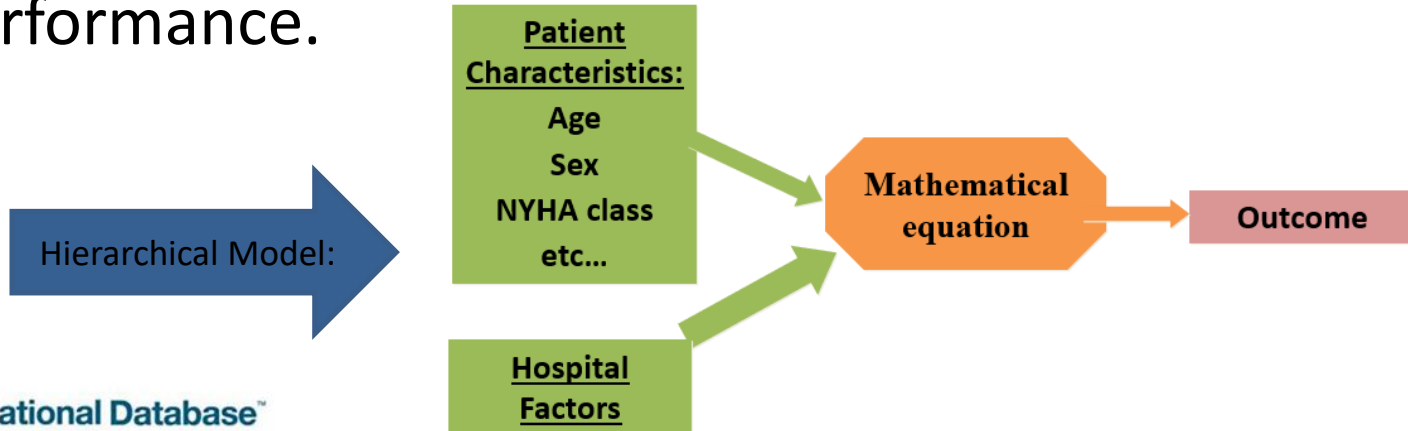 rformance.
Patient
Characteristics:
Age
Sex
NYHA class
etc...
Hierarchical Model:
Mathematical
equation
Outcome
Hospital
Factors
ational Database™